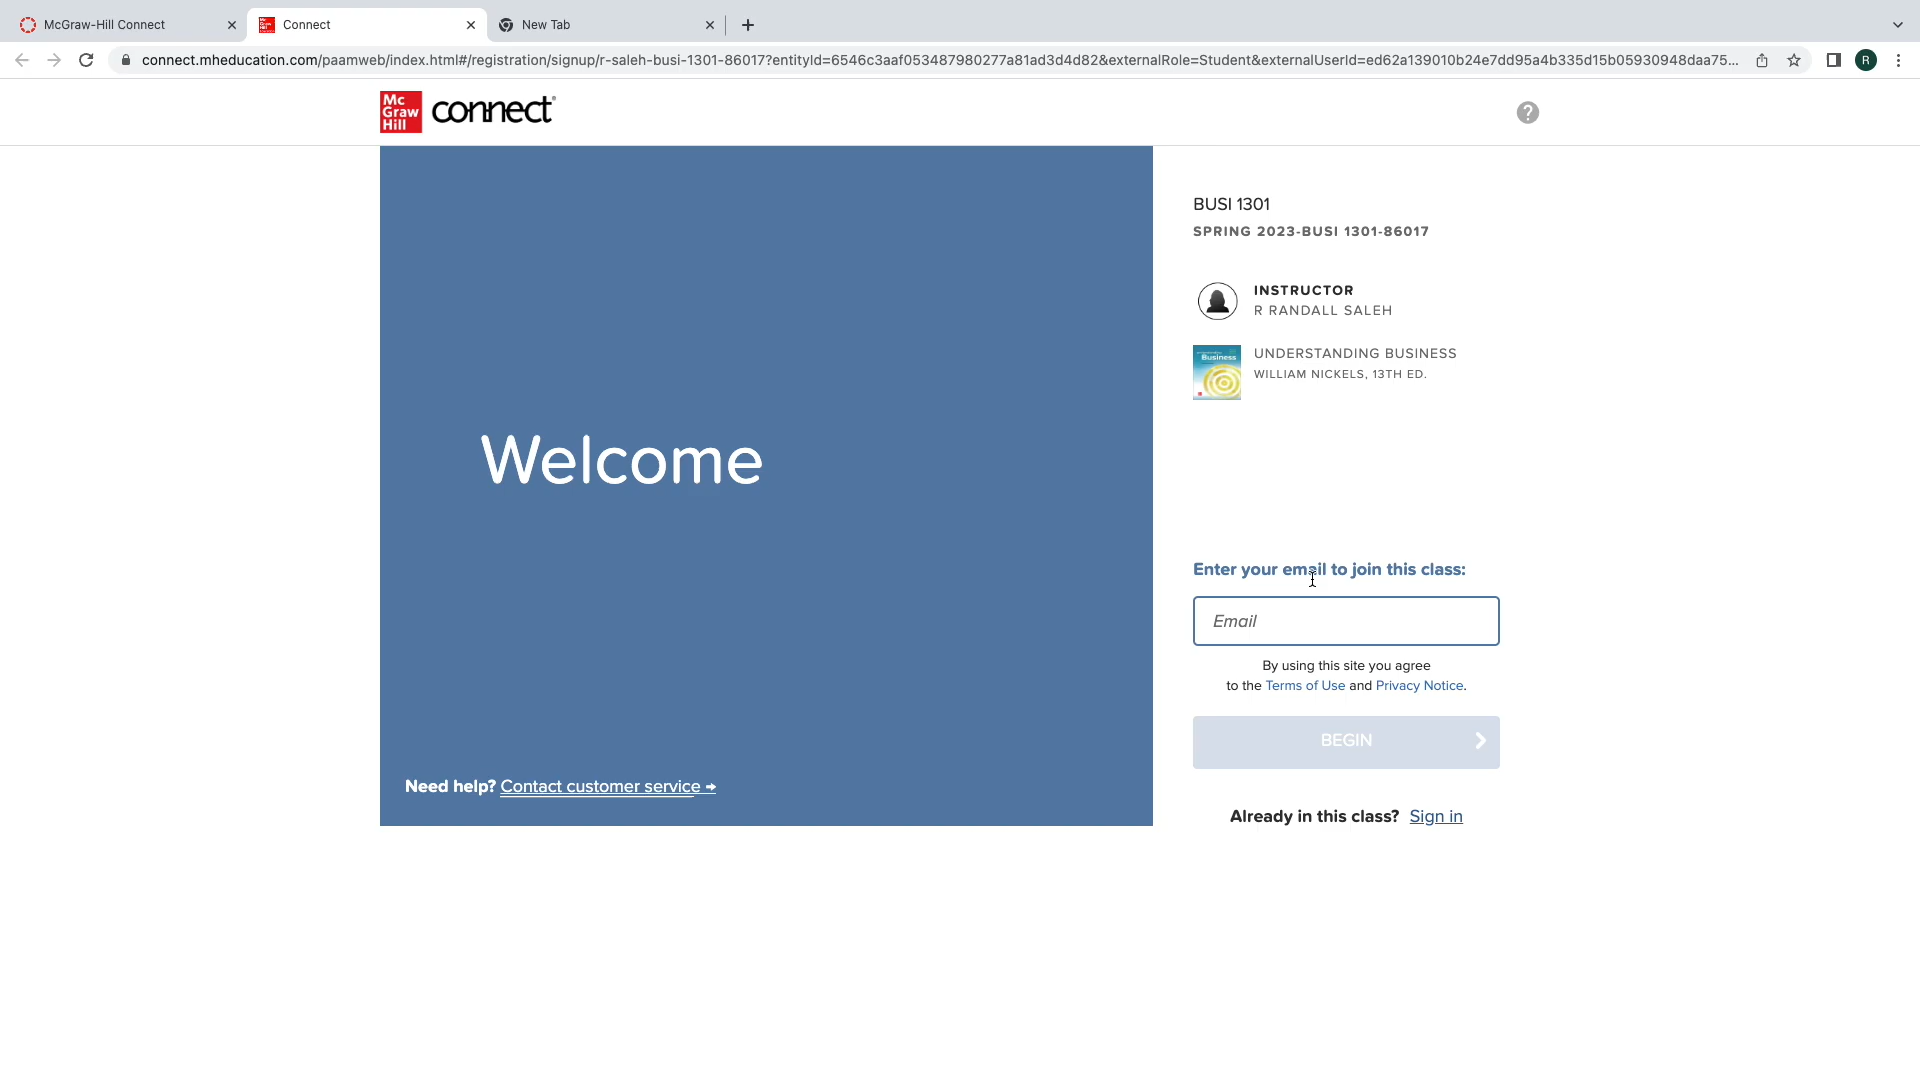 McGraw-Hill Connect
Connect
New Tab
connect.mheducation.com/paamweb/index.html#/registration/signup/r-saleh-busi-1301-86017?entityId=6546c3aaf053487980277a81ad3d4d82&externalRole=Student&externalUserId=ed62a139010b24e7dd95a4b335d15b05930948daa75...
R
Mc
Graw
Hill
connect®
?
BUSI 1301
SPRING 2023-BUSI 1301-86017
INSTRUCTOR
R RANDALL SALEH
Business
UNDERSTANDING BUSINESS
WILLIAM NICKELS, 13TH ED.
Welcome
Enter your email to join this class:
Email
By using this site you agree
to the Terms of Use and Privacy Notice.
BEGIN
Need help? Contact customer service →
Already in this class? Sign in